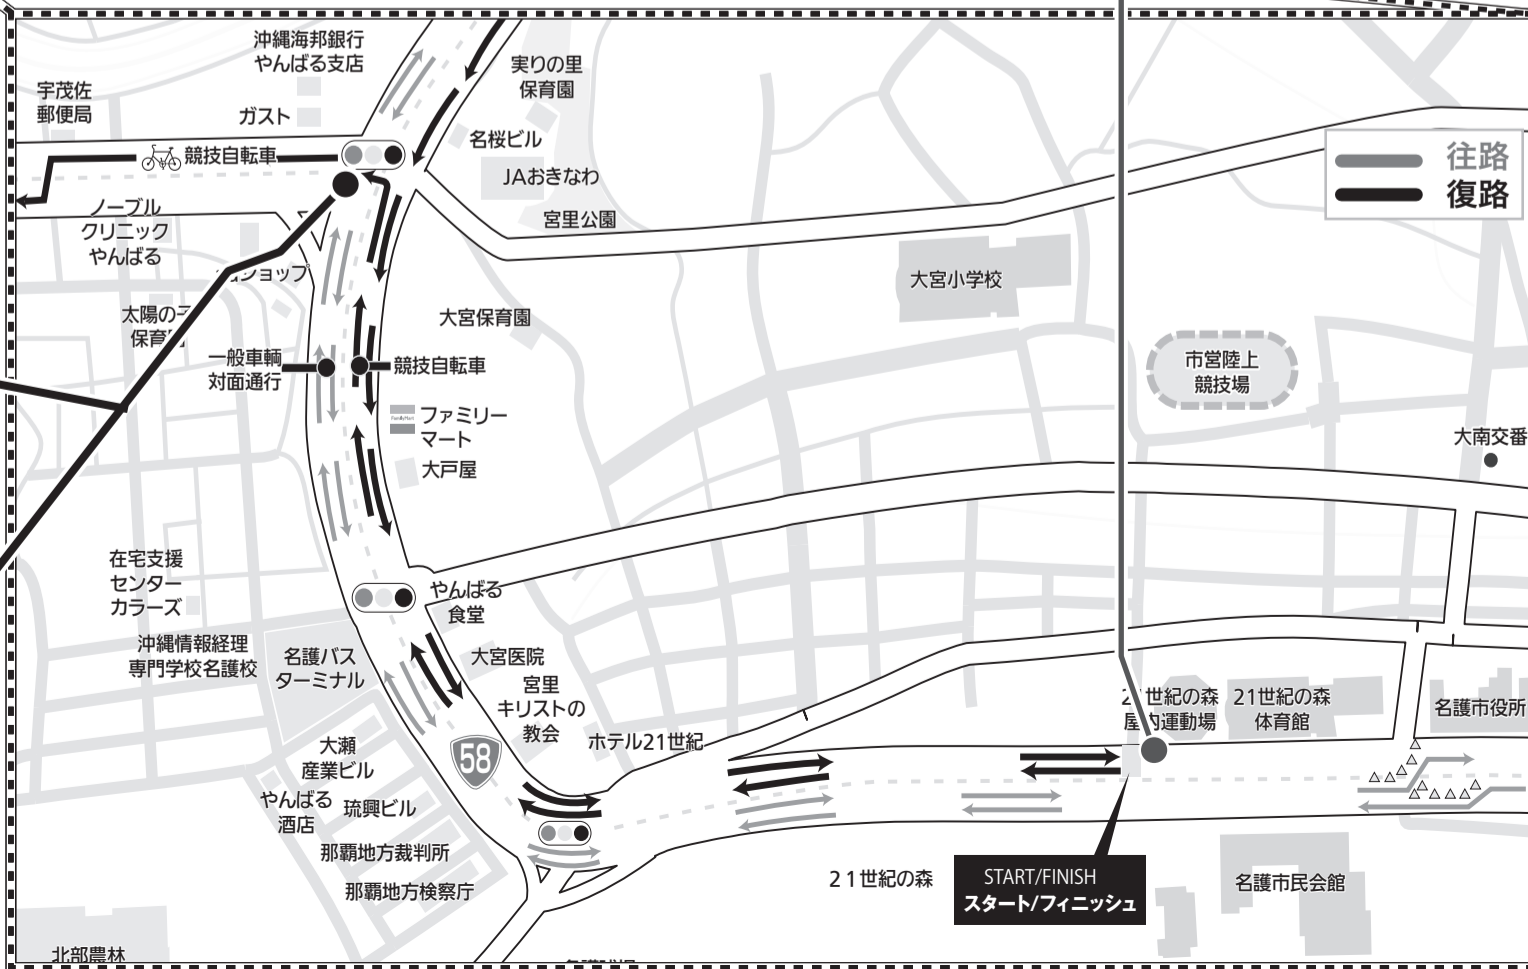 沖縄海邦銀行
やんばる支店
宇茂佐
郵便局
ガスト
実りの里
保育園
名桜ビル
競技自転車
JAおきなわ
宮里公園
往路
復路
ノーブル
クリニック
やんばる
ショップ
大宮小学校
太陽の子
保育
大宮保育園
一般車輌
対面通行
競技自転車
市営陸上
競技場
FamilyMart
ファミリー
マート
大戸屋
大南交番
在宅支援
センター
カラーズ
やんばる
食堂
沖縄情報経理
専門学校名護校
名護バス
ターミナル
大宮医院
宮里
キリストの
教会
ホテル21世紀
21世紀の森
屋内運動場
21世紀の森
体育館
名護市役所
58
大瀬
産業ビル
やんばる
酒店
琉興ビル
那覇地方裁判所
那覇地方検察庁
21世紀の森
START/FINISH
スタート/フィニッシュ
名護市民会館
北部農林